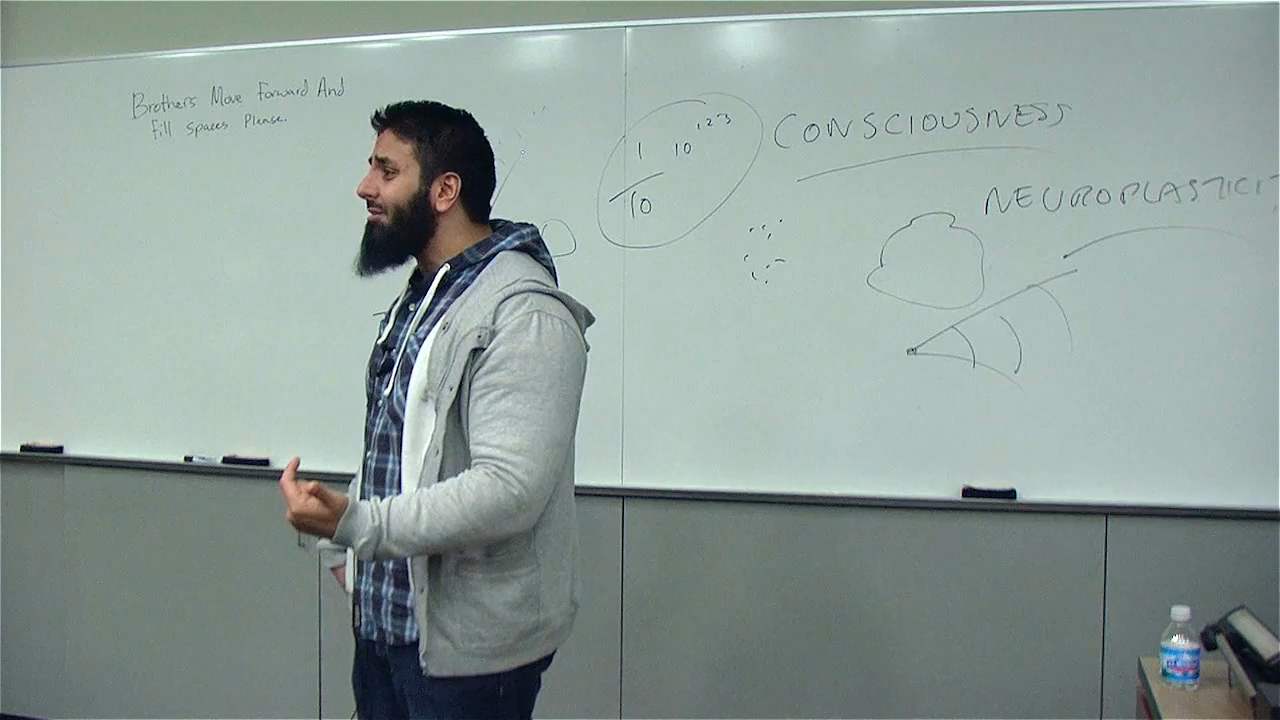 Brothers Move Forward And
fill spaces Please.
1 10 123
10
CONSCIOUSNESS
NEUROPLASTICIT